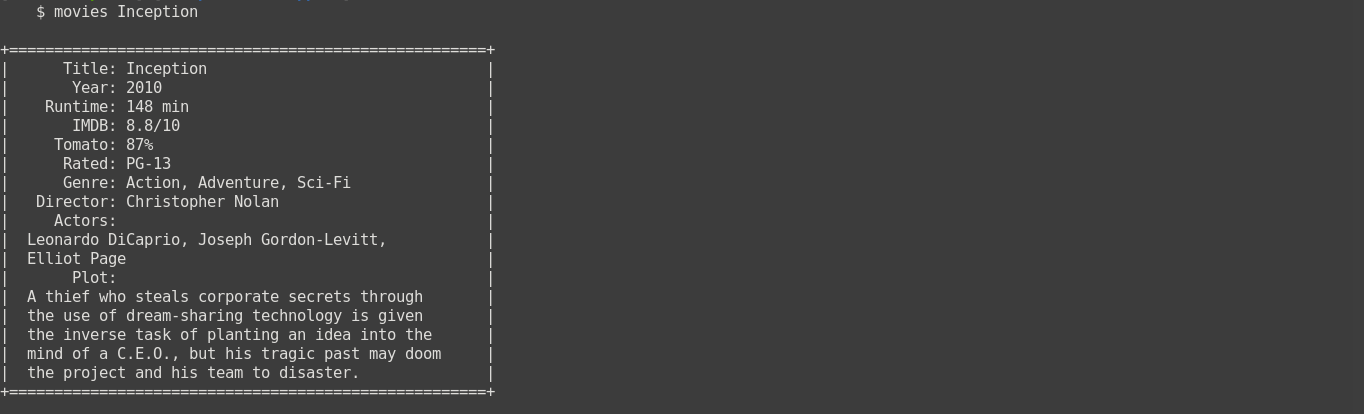 $ movies Inception
+=====================================================+
| Title: Inception |
| Year: 2010 |
| Runtime: 148 min |
| IMDB: 8.8/10 |
| Tomato: 87% |
| Rated: PG-13 |
| Genre: Action, Adventure, Sci-Fi |
| Director: Christopher Nolan |
| Actors: |
| Leonardo DiCaprio, Joseph Gordon-Levitt, |
| Elliot Page |
| Plot: |
| A thief who steals corporate secrets through |
| the use of dream-sharing technology is given |
| the inverse task of planting an idea into the |
| mind of a C.E.O., but his tragic past may doom |
| the project and his team to disaster. |
+=====================================================+